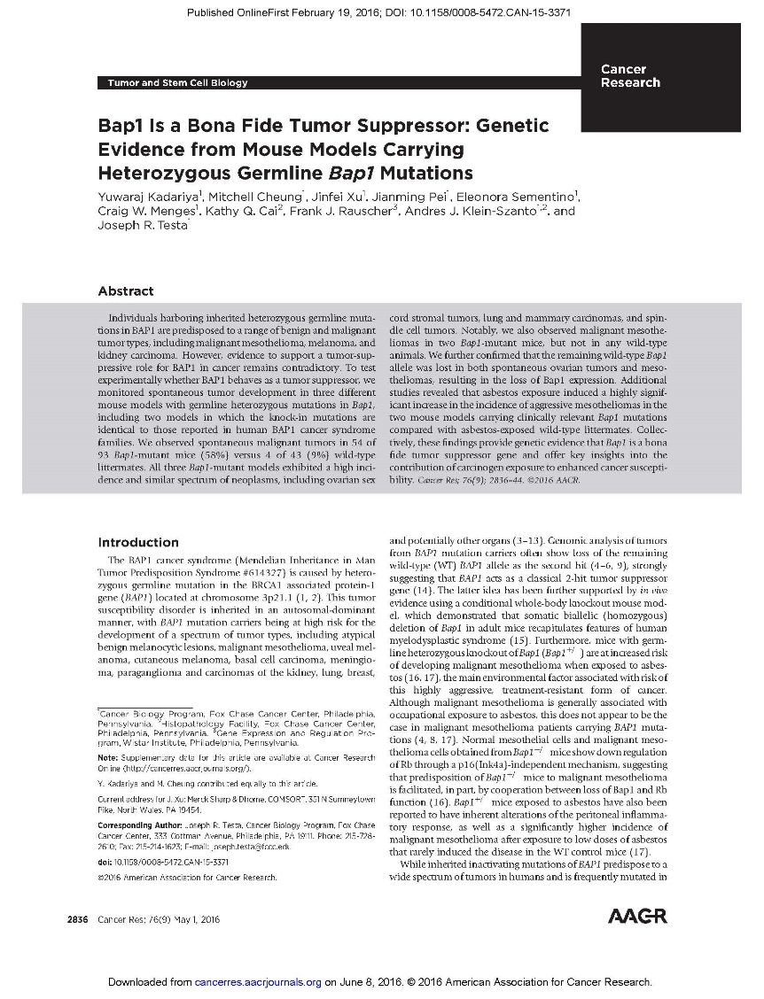 Published OnlineFirst February 19, 2016; DOI: 10.1158/0008-5472.CAN-15-3371
Cancer
Research
Tumor and Stem Cell Biology
Bap1 Is a Bona Fide Tumor Suppressor: Genetic
Evidence from Mouse Models Carrying
Heterozygous Germline Bap1 Mutations
Yuwaraj Kadariya1, Mitchell Cheung1, Jinfei Xu1, Jianming Pei1, Eleonora Sementino1,
Craig W. Menges1, Kathy Q. Cai2, Frank J. Rauscher3, Andres J. Klein-Szanto1,2, and
Joseph R. Testa1
Abstract
Individuals harboring inherited heterozygous germline muta-
tions in BAP1 are predisposed to a range of benign and malignant
tumor types, including malignant mesothelioma, melanoma, and
kidney carcinoma. However, evidence to support a tumor-sup-
pressive role for BAP1 in cancer remains contradictory. To test
experimentally whether BAP1 behaves as a tumor suppressor, we
monitored spontaneous tumor development in three different
mouse models with germline heterozygous mutations in Bap1,
including two models in which the knock-in mutations are
identical to those reported in human BAP1 cancer syndrome
families. We observed spontaneous malignant tumors in 54 of
93 Bap1-mutant mice (58%) versus 4 of 43 (9%) wild-type
littermates. All three Bap1-mutant models exhibited a high inci-
dence and similar spectrum of neoplasms, including ovarian sex
cord stromal tumors, lung and mammary carcinomas, and spin-
dle cell tumors. Notably, we also observed malignant mesothe-
liomas in two Bap1-mutant mice, but not in any wild-type
animals. We further confirmed that the remaining wild-type Bap1
allele was lost in both spontaneous ovarian tumors and meso-
theliomas, resulting in the loss of Bap1 expression. Additional
studies revealed that asbestos exposure induced a highly signif-
icant increase in the incidence of aggressive mesotheliomas in the
two mouse models carrying clinically relevant Bap1 mutations
compared with asbestos-exposed wild-type littermates. Collec-
tively, these findings provide genetic evidence that Bap1 is a bona
fide tumor suppressor gene and offer key insights into the
contribution of carcinogen exposure to enhanced cancer suscepti-
bility. Cancer Res; 76(9); 2836–44. ©2016 AACR.
Introduction
The BAP1 cancer syndrome (Mendelian Inheritance in Man
Tumor Predisposition Syndrome #614327) is caused by hetero-
zygous germline mutation in the BRCA1 associated protein-1
gene (BAP1) located at chromosome 3p21.1 (1, 2). This tumor
susceptibility disorder is inherited in an autosomal-dominant
manner, with BAP1 mutation carriers being at high risk for the
development of a spectrum of tumor types, including atypical
benign melanocytic lesions, malignant mesothelioma, uveal mel-
anoma, cutaneous melanoma, basal cell carcinoma, meningio-
ma, paraganglioma and carcinomas of the kidney, lung, breast,
1Cancer Biology Program, Fox Chase Cancer Center, Philadelphia,
Pennsylvania. 2Histopathology Facility, Fox Chase Cancer Center,
Philadelphia, Pennsylvania. 3Gene Expression and Regulation Pro-
gram, Wistar Institute, Philadelphia, Pennsylvania.
Note: Supplementary data for this article are available at Cancer Research
Online (http://cancerres.aacrjournals.org/).
Y. Kadariya and M. Cheung contributed equally to this article.
Current address for J. Xu: Merck Sharp & Dhome, COMSORT, 351 N Sumneytown
Pike, North Wales, PA 19454.
Corresponding Author: Joseph R. Testa, Cancer Biology Program, Fox Chase
Cancer Center, 333 Cottman Avenue, Philadelphia, PA 19111. Phone: 215-728-
2610; Fax: 215-214-1623; E-mail: joseph.testa@fccc.edu
doi: 10.1158/0008-5472.CAN-15-3371
©2016 American Association for Cancer Research.
and potentially other organs (3–13). Genomic analysis of tumors
from BAP1 mutation carriers often show loss of the remaining
wild-type (WT) BAP1 allele as the second hit (4–6, 9), strongly
suggesting that BAP1 acts as a classical 2-hit tumor suppressor
gene (14). The latter idea has been further supported by in vivo
evidence using a conditional whole-body knockout mouse mod-
el, which demonstrated that somatic biallelic (homozygous)
deletion of Bap1 in adult mice recapitulates features of human
myelodysplastic syndrome (15). Furthermore, mice with germ-
line heterozygous knockout of Bap1 (Bap1+/ ) are at increased risk
of developing malignant mesothelioma when exposed to asbes-
tos (16, 17), the main environmental factor associated with risk of
this highly aggressive, treatment-resistant form of cancer.
Although malignant mesothelioma is generally associated with
occupational exposure to asbestos, this does not appear to be the
case in malignant mesothelioma patients carrying BAP1 muta-
tions (4, 8, 17). Normal mesothelial cells and malignant meso-
thelioma cells obtained from Bap1+/ mice show down regulation
of Rb through a p16(Ink4a)-independent mechanism, suggesting
that predisposition of Bap1+/ mice to malignant mesothelioma
is facilitated, in part, by cooperation between loss of Bap1 and Rb
function (16). Bap1+/ mice exposed to asbestos have also been
reported to have inherent alterations of the peritoneal inflamma-
tory response, as well as a significantly higher incidence of
malignant mesothelioma after exposure to low doses of asbestos
that rarely induced the disease in the WT control mice (17).
While inherited inactivating mutations of BAP1 predispose to a
wide spectrum of tumors in humans and is frequently mutated in
2836 Cancer Res; 76(9) May 1, 2016
AACR
Downloaded from cancerres.aacrjournals.org on June 8, 2016. © 2016 American Association for Cancer Research.